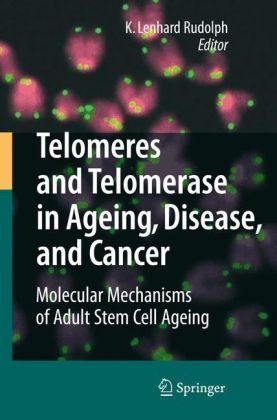 K. Lenhard Rudolph
Editor
Telomeres
and Telomerase
in Ageing, Disease,
and Cancer
Molecular Mechanisms
of Adult Stem Cell Ageing
Springer